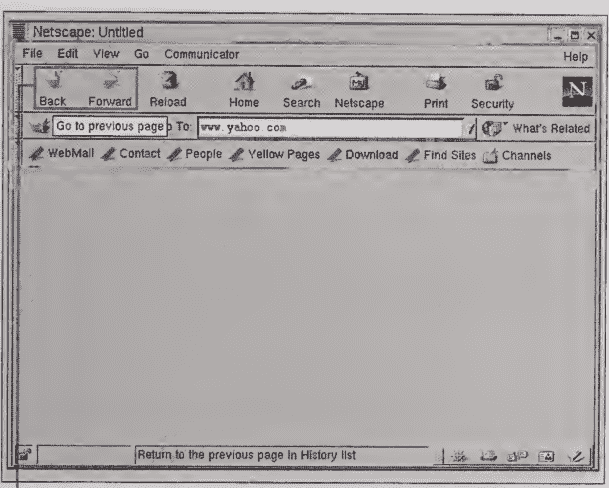 Netscape: Untitled
File Edit View Go Communicator Help
Back Forward Reload Home Search Netscape Print Security N
Go to previous page To: www.yahoo.com What's Related
WebMail Contact People Yellow Pages Download Find Sites Channels
Return to the previous page in History list